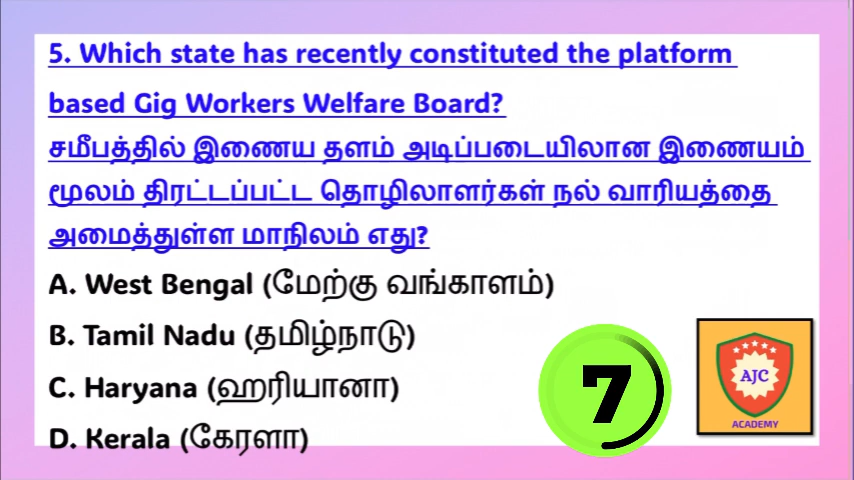 5. Which state has recently constituted the platform
based Gig Workers Welfare Board?
சமீபத்தில் இணைய தளம் அடிப்படையிலான இணையம்
மூலம் திரட்டப்பட்ட தொழிலாளர்கள் நல் வாரியத்தை
அமைத்துள்ள மாநிலம் எது?
A. West Bengal (மேற்கு வங்காளம்)
B. Tamil Nadu (தமிழ்நாடு)
C. Haryana (ஹரியானா)
D. Kerala (கேரளா)
7
AJC
ACADEMY